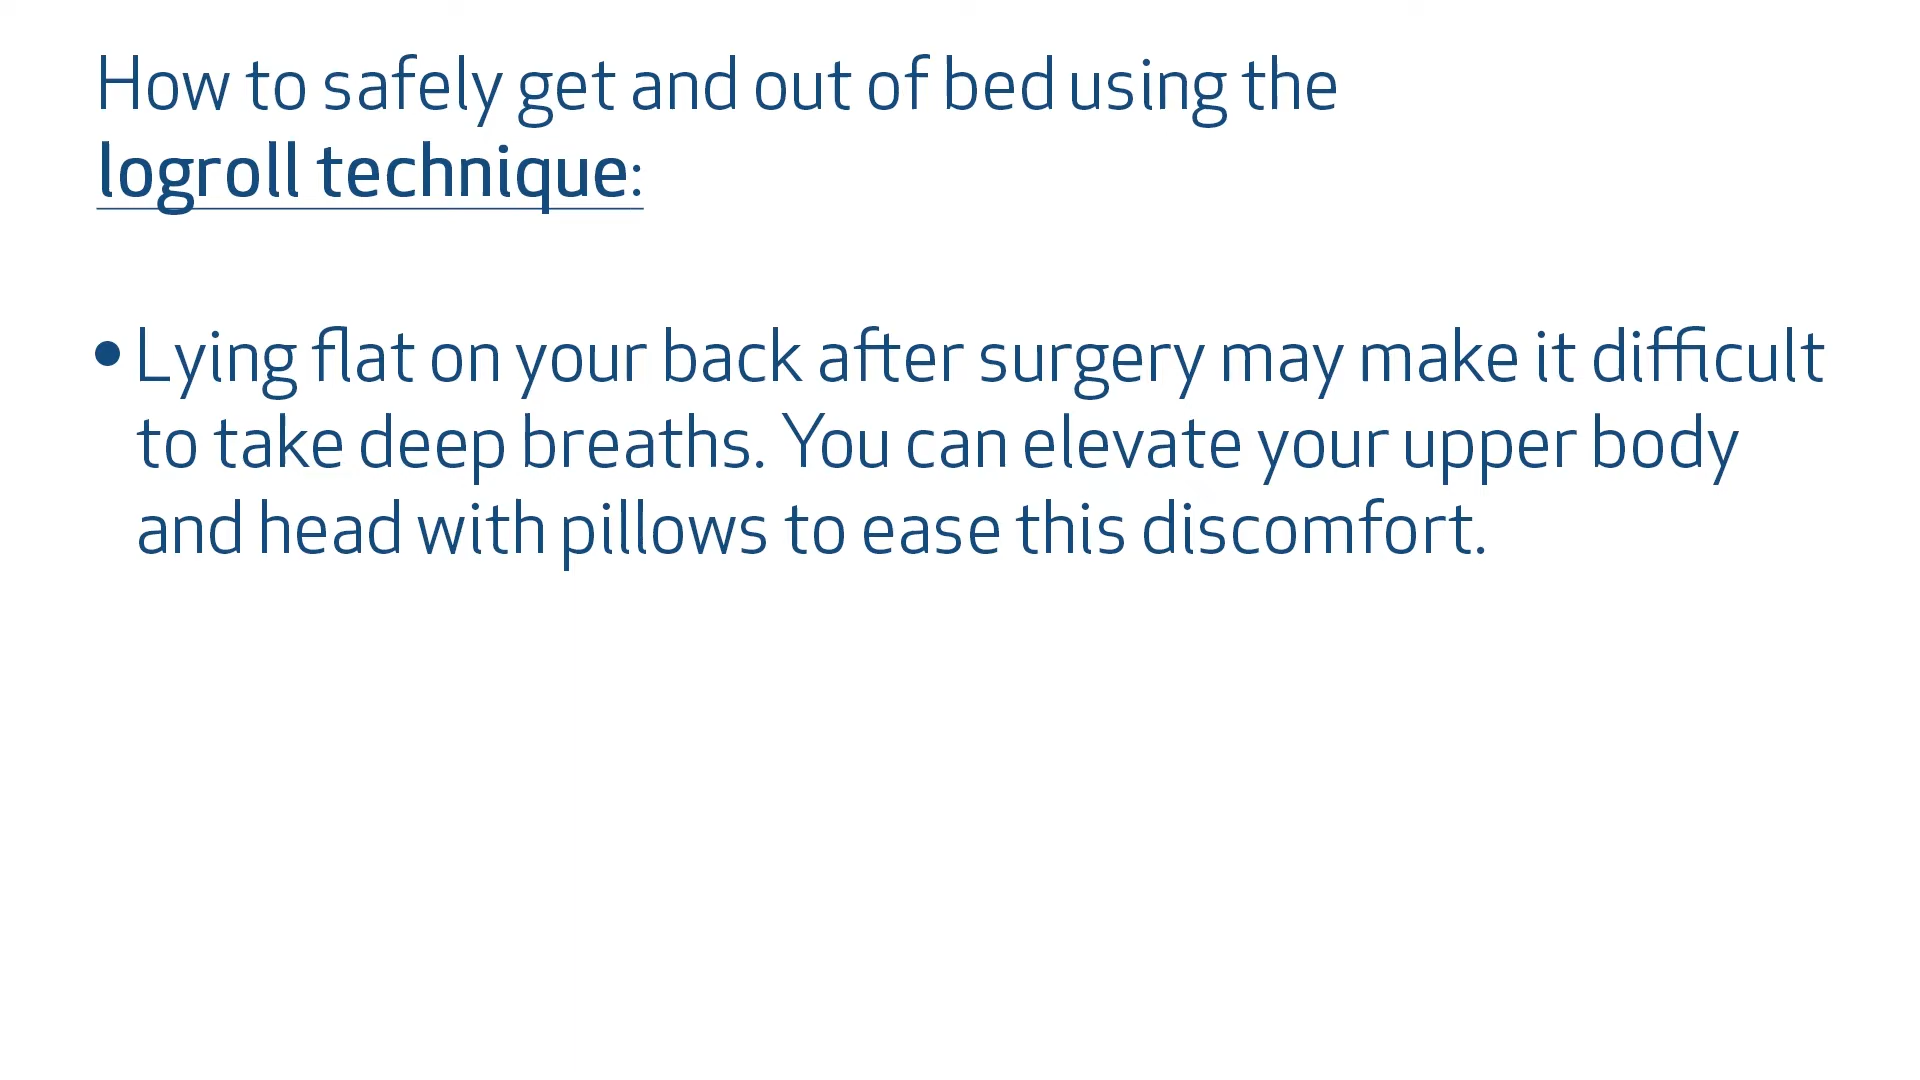 How to safely get and out of bed using the
logroll technique:
• Lying flat on your back after surgery may make it difficult
to take deep breaths. You can elevate your upper body
and head with pillows to ease this discomfort.